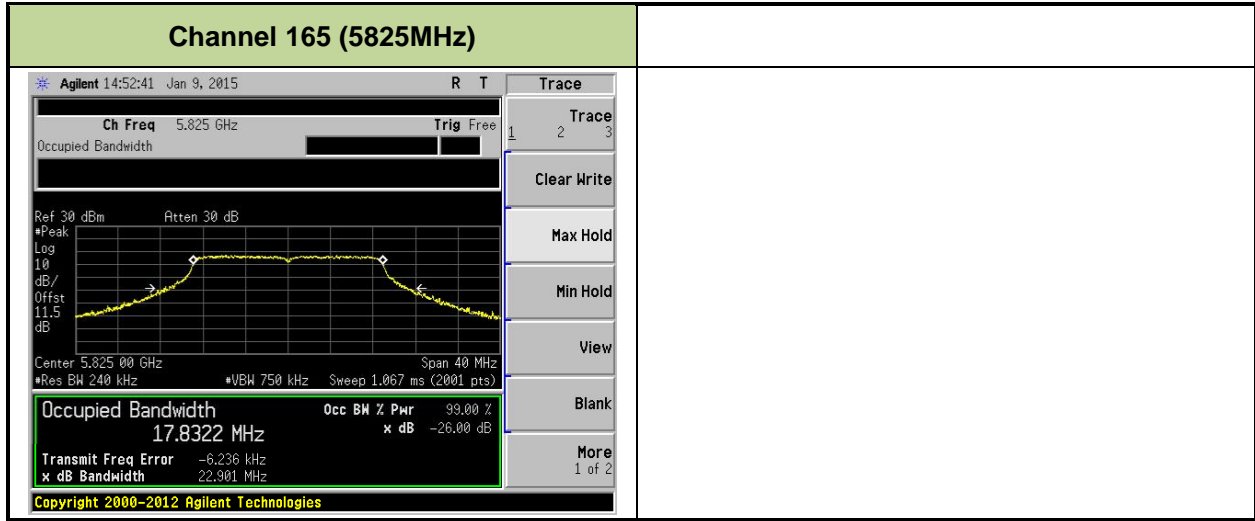 Channel 165 (5825MHz)
Agilent 14:52:41 Jan 9, 2015 R T
Trace
Ch Freq 5.825 GHz Trig Free
Occupied Bandwidth
Trace
1 2 3
Clear Write
Max Hold
Min Hold
View
Blank
More
1 of 2
Ref 30 dBm Atten 30 dB
#Peak
Log
10
dB/
Offst
11.5
dB
Center 5.825 00 GHz Span 40 MHz
#Res BW 240 kHz #VBW 750 kHz Sweep 1.067 ms (2001 pts)
Occupied Bandwidth
17.8322 MHz
Occ BW % Pwr 99.00 %
x dB -26.00 dB
Transmit Freq Error -6.236 kHz
x dB Bandwidth 22.901 MHz
Copyright 2000-2012 Agilent Technologies